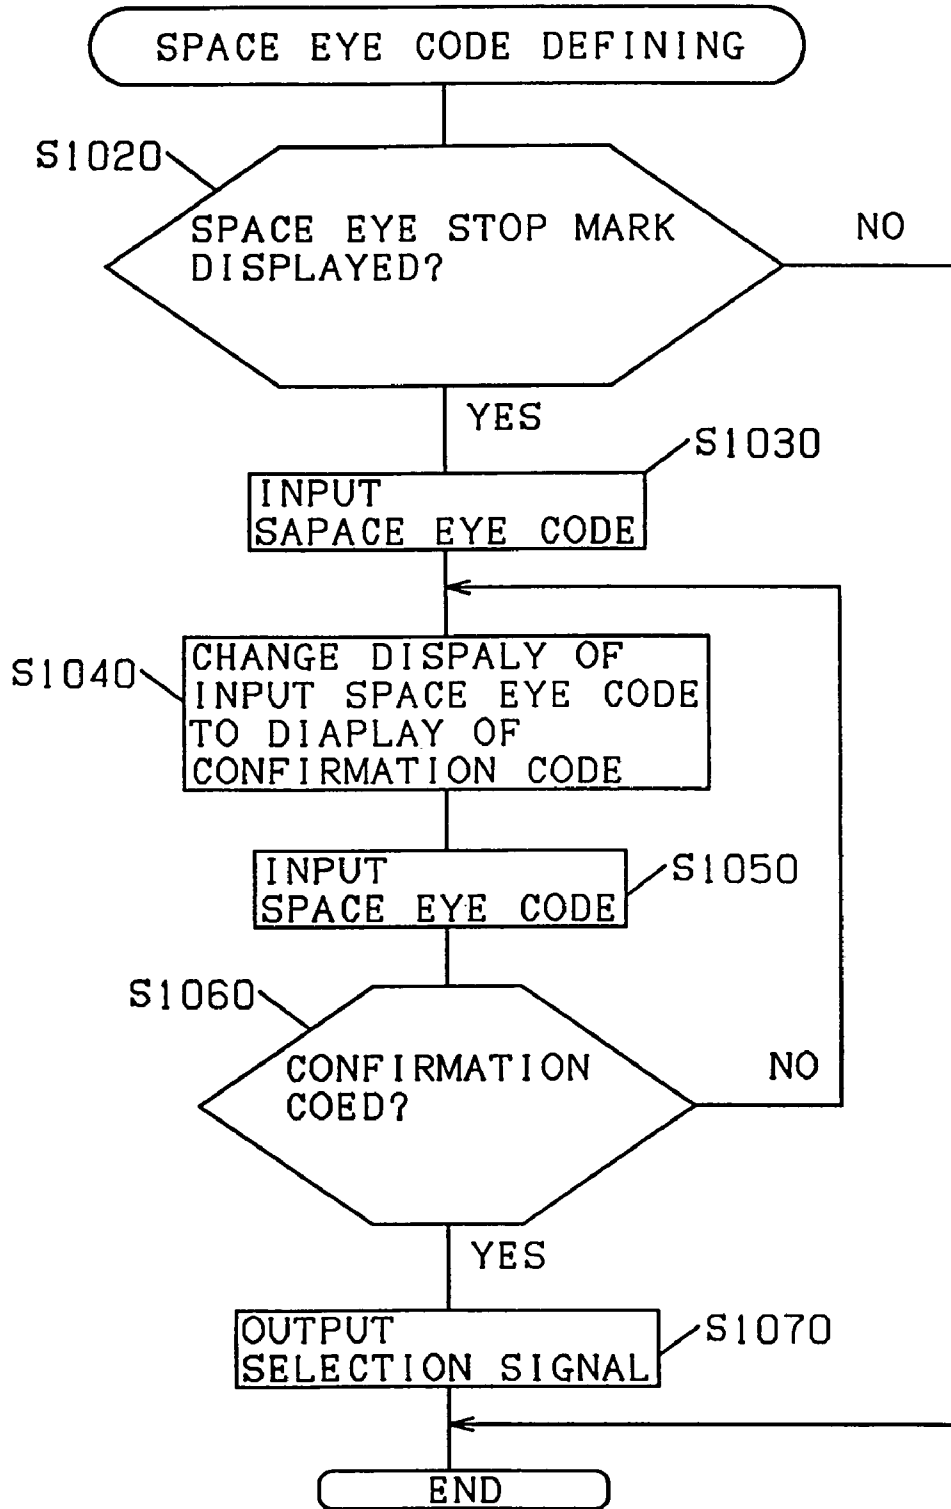 SPACE EYE CODE DEFINING
S1020
SPACE EYE STOP MARK
DISPLAYED?
NO
YES
S1030
INPUT
SAPACE EYE CODE
S1040
CHANGE DISPALY OF
INPUT SPACE EYE CODE
TO DIAPLAY OF
CONFIRMATION CODE
INPUT
SPACE EYE CODE
S1050
S1060
CONFIRMATION
COED?
NO
YES
OUTPUT
SELECTION SIGNAL
S1070
END